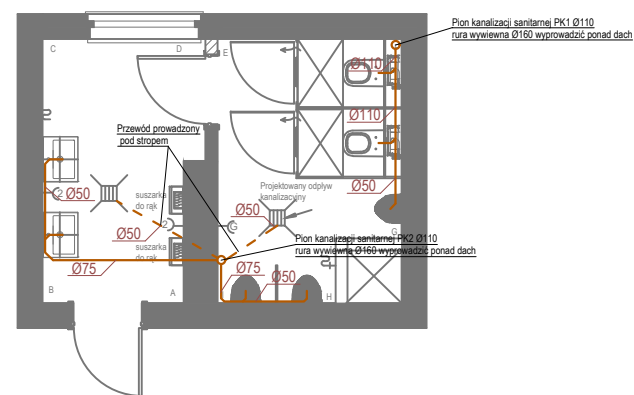 Pion kanalizacji sanitarnej PK1 Ø110
rura wywiewna Ø160 wyprowadzić ponad dach
C
D
E
Ø110
Ø110
Przewód prowadzony
pod stropem
Ø50
Projektowany odpływ
kanalizacyjny
2
Ø50
suszarka
do rąk
Ø50
2
Ø50
G
G
Pion kanalizacji sanitarnej PK2 Ø110
rura wywiewna Ø160 wyprowadzić ponad dach
suszarka
do rąk
Ø75
Ø75
Ø50
B
A
H